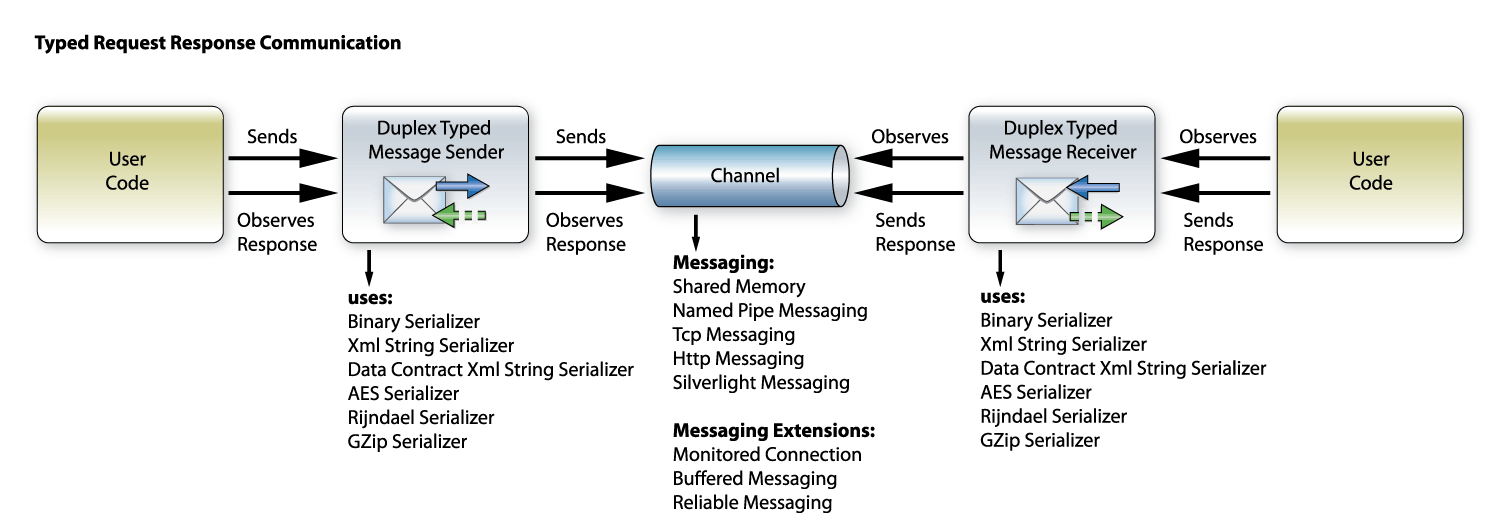 Typed Request Response Communication
User
Code
Sends
Observes
Response
Duplex Typed
Message Sender
uses:
Binary Serializer
Xml String Serializer
Data Contract Xml String Serializer
AES Serializer
Rijndael Serializer
GZip Serializer
Sends
Observes
Response
Channel
Messaging:
Shared Memory
Named Pipe Messaging
Tcp Messaging
Http Messaging
Silverlight Messaging
Messaging Extensions:
Monitored Connection
Buffered Messaging
Reliable Messaging
Observes
Sends
Response
Duplex Typed
Message Receiver
uses:
Binary Serializer
Xml String Serializer
Data Contract Xml String Serializer
AES Serializer
Rijndael Serializer
GZip Serializer
Observes
Sends
Response
User
Code